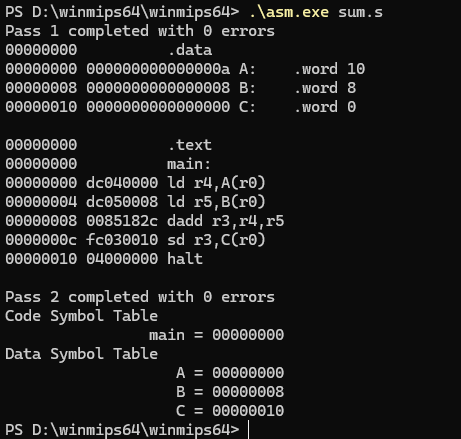 PS D:\winmips64\winmips64> .\asm.exe sum.s
Pass 1 completed with 0 errors
00000000          .data
00000000 000000000000000a A:    .word 10
00000008 0000000000000008 B:    .word 8
00000010 0000000000000000 C:    .word 0

00000000          .text
00000000          main:
00000000 dc040000 ld r4,A(r0)
00000004 dc050008 ld r5,B(r0)
00000008 0085182c dadd r3,r4,r5
0000000c fc030010 sd r3,C(r0)
00000010 04000000 halt

Pass 2 completed with 0 errors
Code Symbol Table
                main = 00000000
Data Symbol Table
                   A = 00000000
                   B = 00000008
                   C = 00000010
PS D:\winmips64\winmips64>